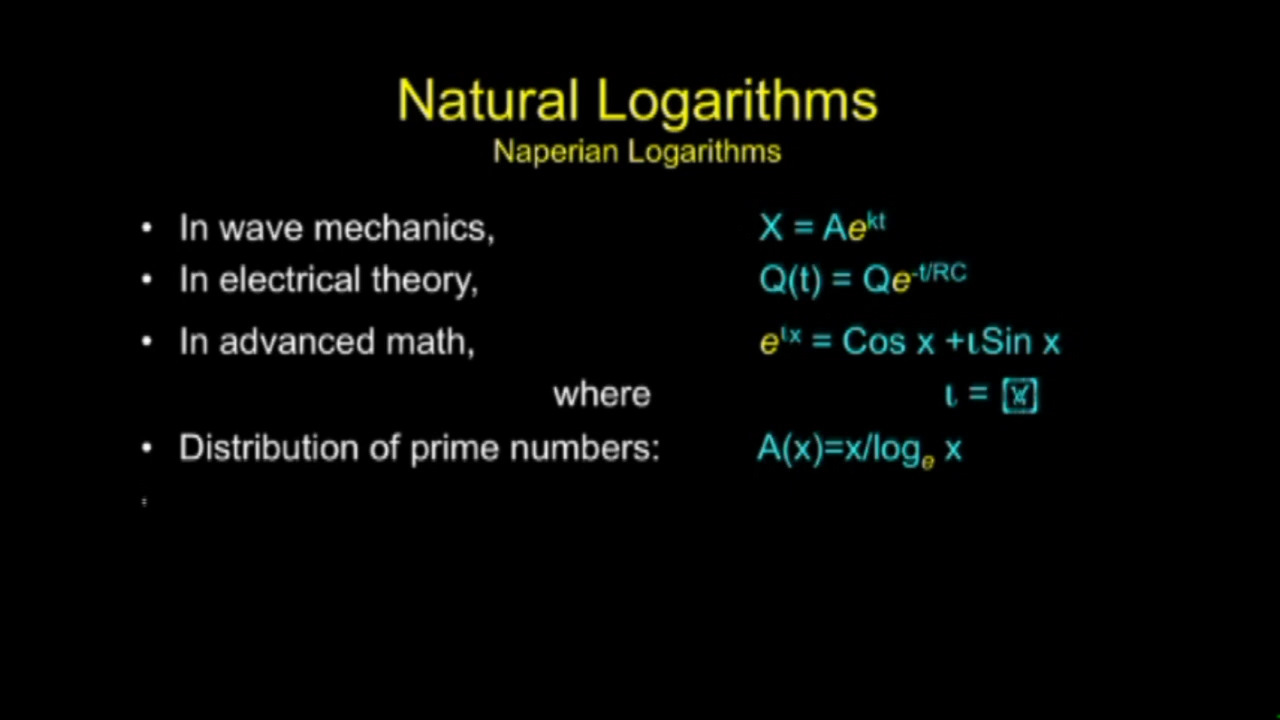 Natural Logarithms
Naperian Logarithms
• In wave mechanics, X = Ae^kt
• In electrical theory, Q(t) = Qe^-t/RC
• In advanced math, e^ιx = Cos x +ιSin x
where ι =
• Distribution of prime numbers: A(x)=x/log_e x